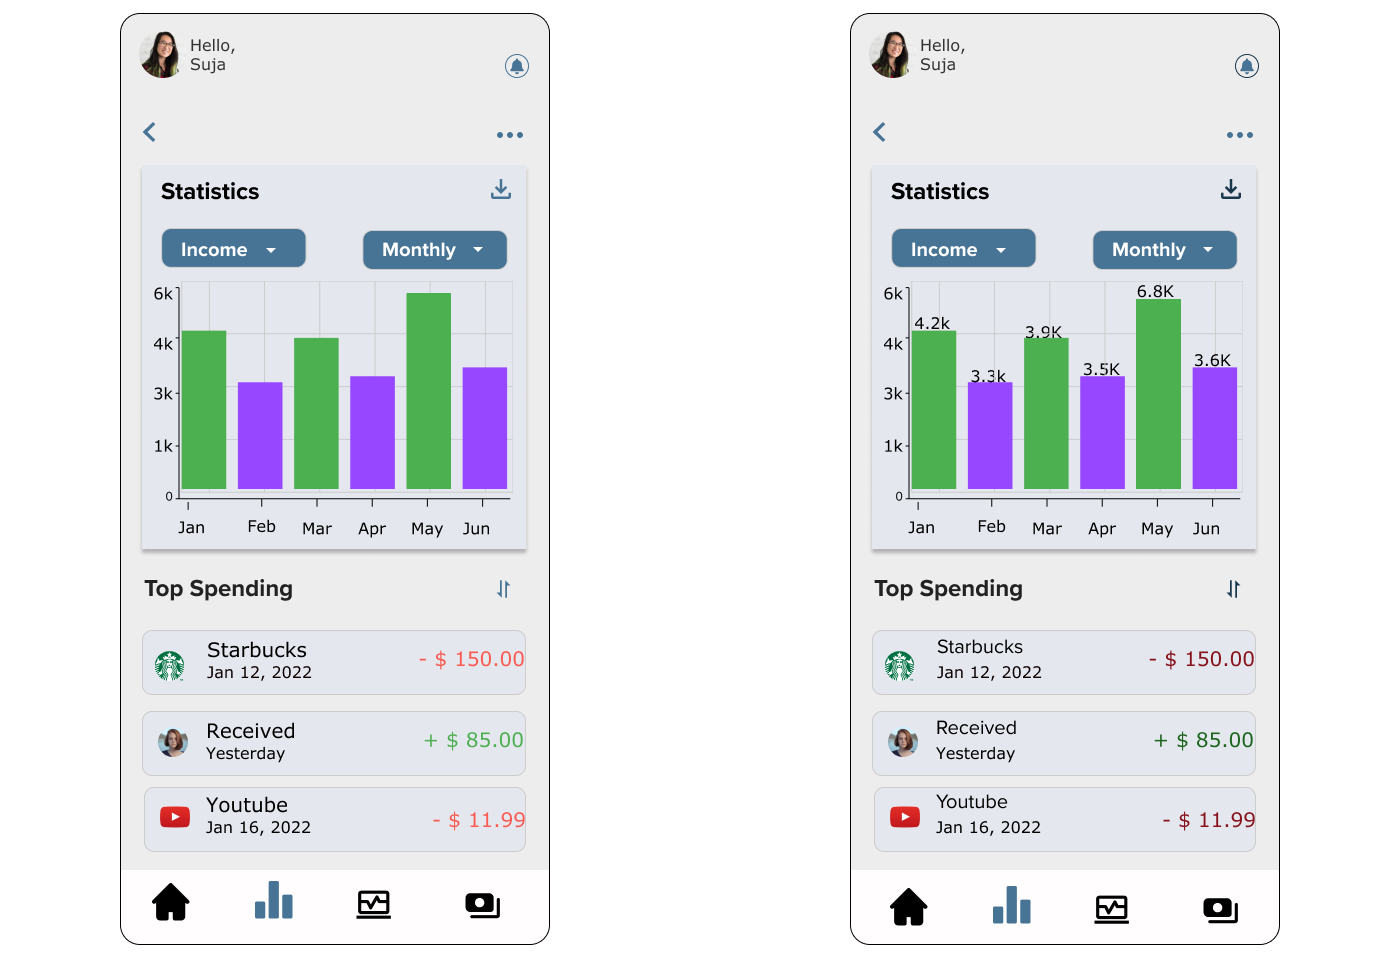 Hello,
Suja
Statistics
Income
Monthly
6k
4k
3k
1k
0
Jan
Feb
Mar
Apr
May
Jun
Top Spending
Starbucks
- $ 150.00
Jan 12, 2022
Received
+ $ 85.00
Yesterday
Youtube
- $ 11.99
Jan 16, 2022
Hello,
Suja
Statistics
Income
Monthly
6k
4k
3k
1k
0
4.2k
3.3k
3.9K
3.5K
6.8K
3.6K
Jan
Feb
Mar
Apr
May
Jun
Top Spending
Starbucks
- $ 150.00
Jan 12, 2022
Received
+ $ 85.00
Yesterday
Youtube
- $ 11.99
Jan 16, 2022